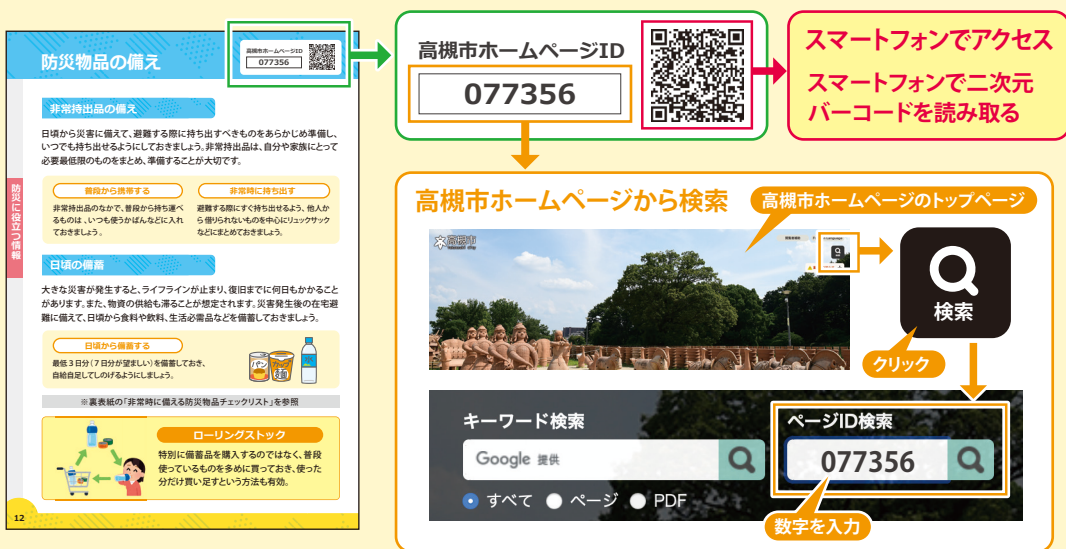 防災物品の備え
高槻市ホームページID
077356
非常持出品の備え
日頃から災害に備えて、避難する際に持ち出すべきものをあらかじめ準備し、
いつでも持ち出せるようにしておきましょう。非常持出品は、自分や家族にとって
必要最低限のものをまとめ、準備することが大切です。
普段から携帯する
非常持出品のなかで、普段から持ち運べ
るものは、いつも使うかばんなどに入れ
ておきましょう。
非常時に持ち出す
避難する際にすぐ持ち出せるよう、他人か
ら借りられないものを中心にリュックサック
などにまとめておきましょう。
日頃の備蓄
大きな災害が発生すると、ライフラインが止まり、復旧までに何日もかかること
があります。また、物資の供給も滞ることが想定されます。災害発生後の在宅避
難に備えて、日頃から食料や飲料、生活必需品などを備蓄しておきましょう。
日頃から備蓄する
最低3日分(7日分が望ましい)を備蓄しておき、
自給自足してしのげるようにしましょう。
パン
カップ
麺
※裏表紙の「非常時に備える防災物品チェックリスト」を参照
ローリングストック
特別に備蓄品を購入するのではなく、普段
使っているものを多めに買っておき、使った
分だけ買い足すという方法も有効。
防災に役立つ情報
12
高槻市ホームページID
077356
スマートフォンでアクセス
スマートフォンで二次元
バーコードを読み取る
高槻市ホームページから検索
高槻市ホームページのトップページ
高槻市
検索
クリック
キーワード検索
Google 提供
すべて ページ PDF
ページID検索
077356
数字を入力